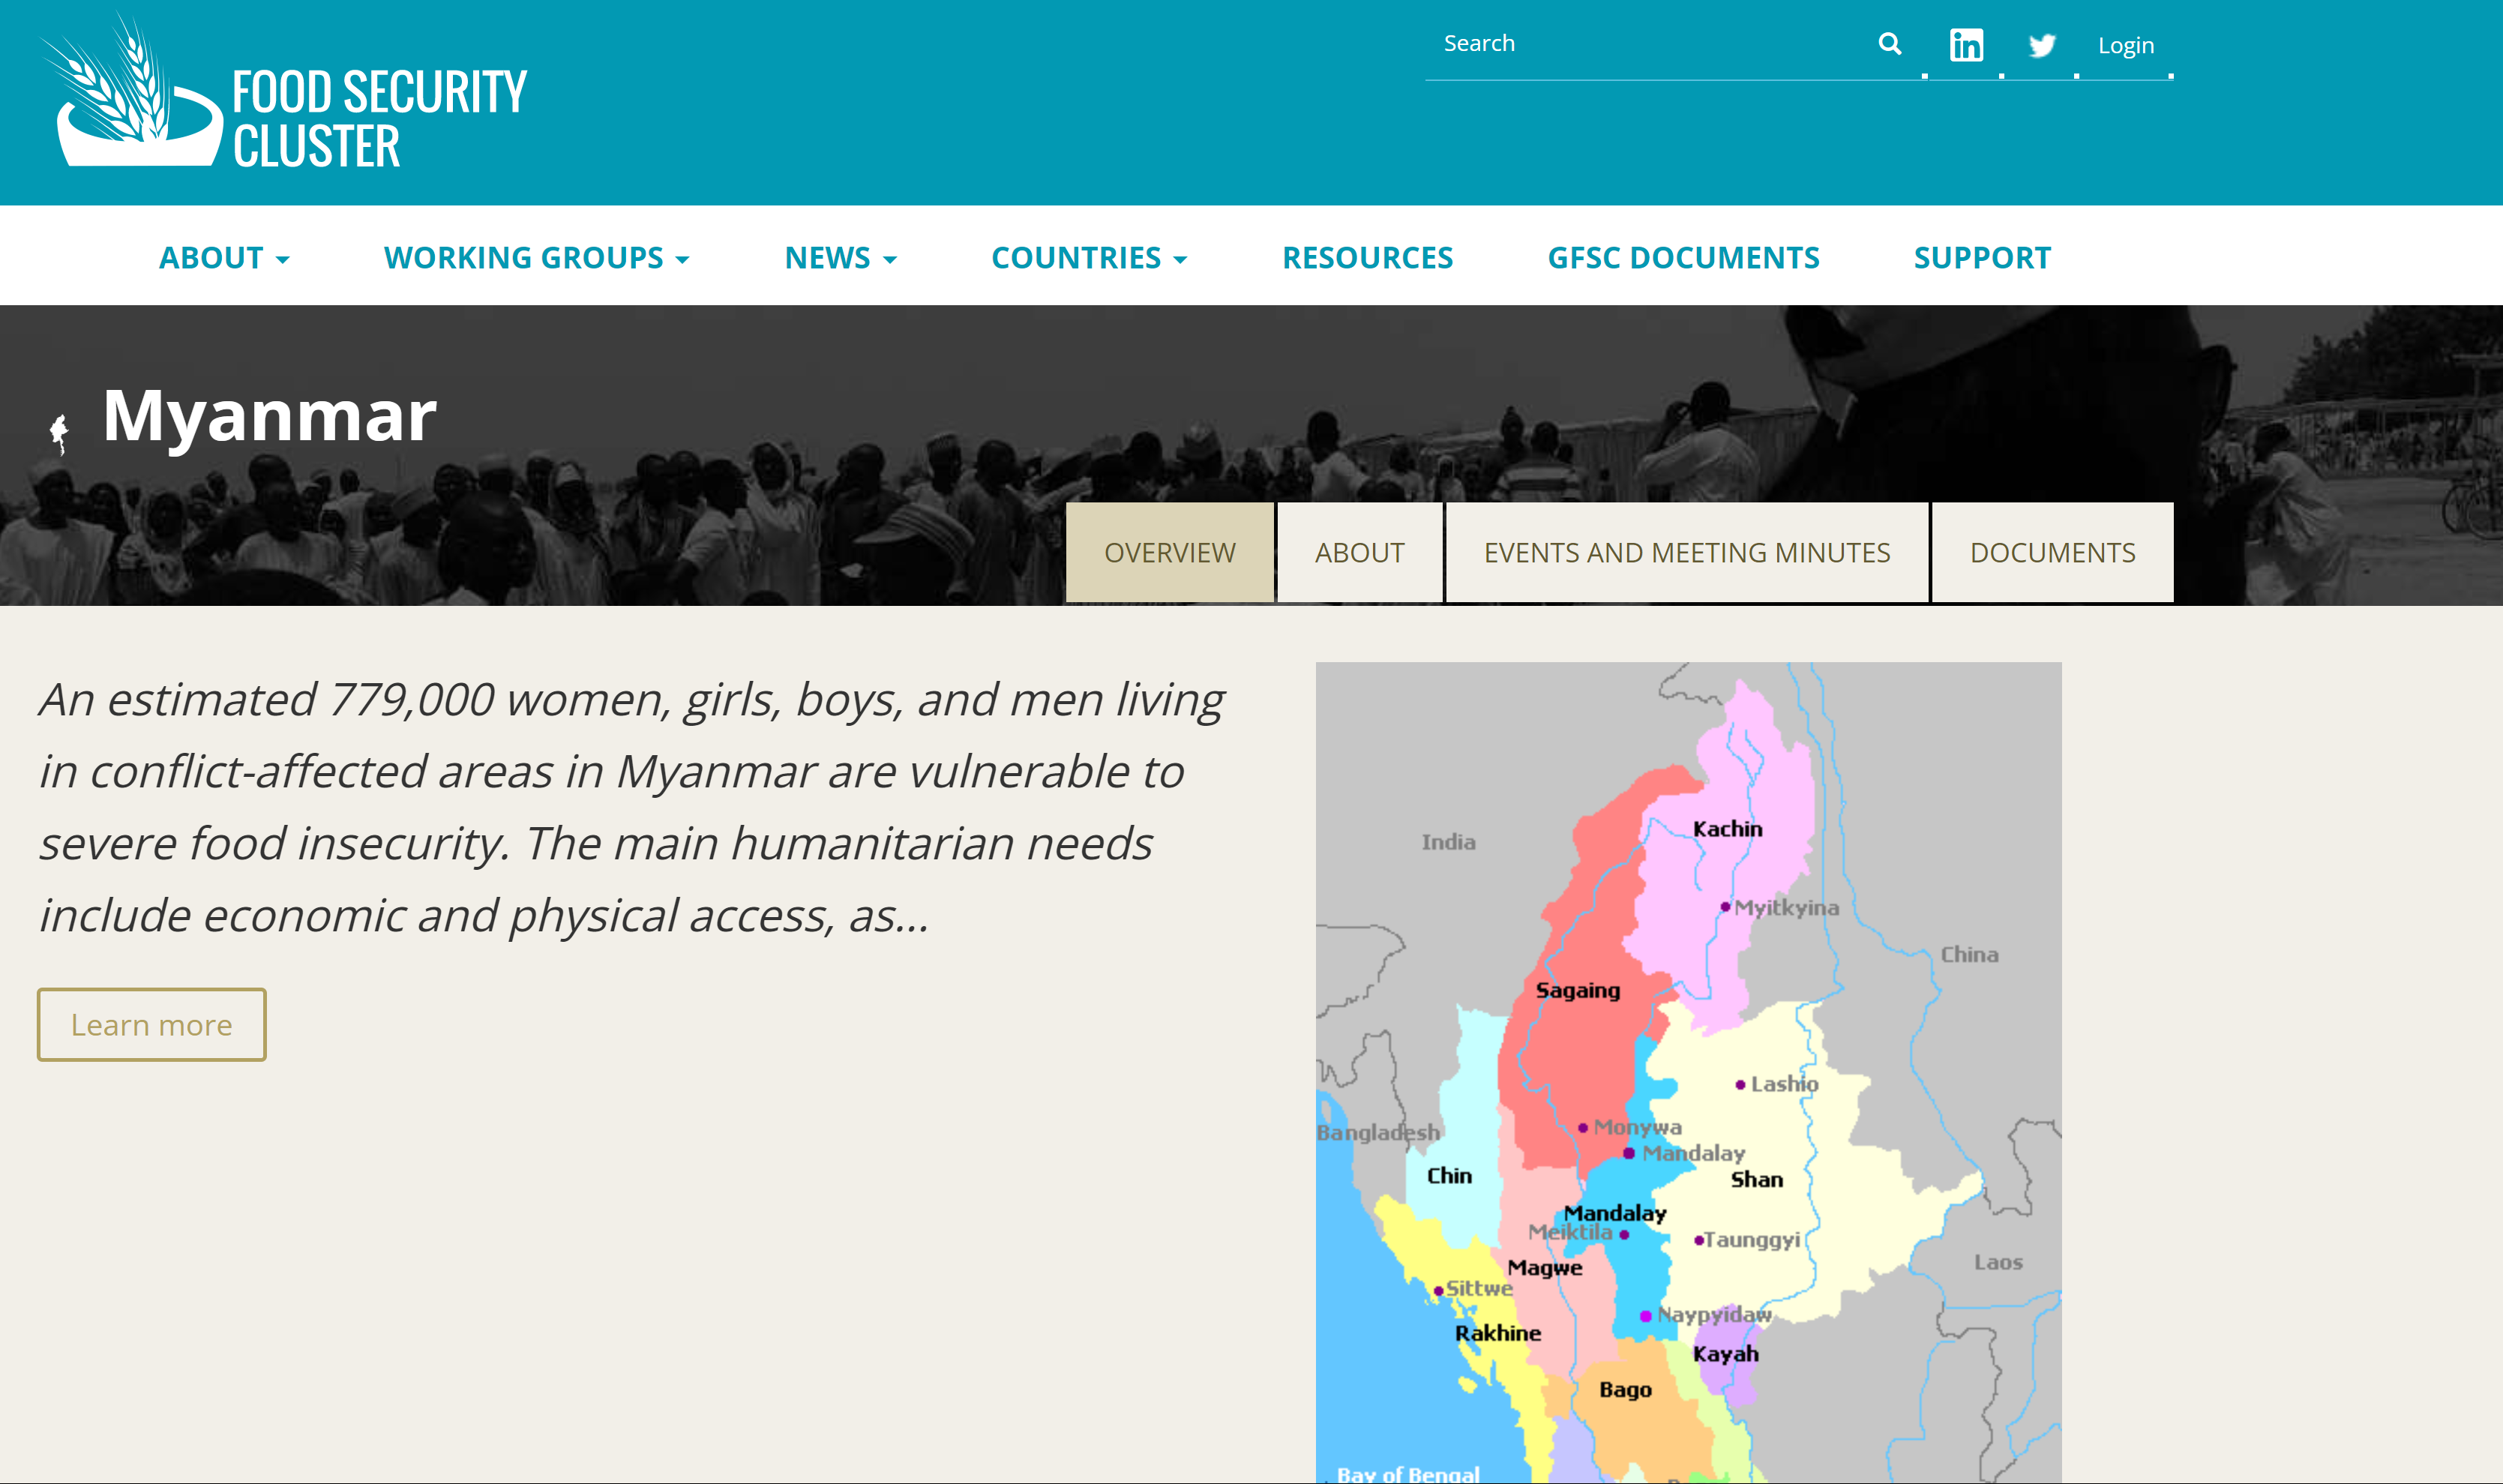 FOOD SECURITY
CLUSTER
Search
Login
ABOUT
WORKING GROUPS
NEWS
COUNTRIES
RESOURCES
GFSC DOCUMENTS
SUPPORT
Myanmar
OVERVIEW
ABOUT
EVENTS AND MEETING MINUTES
DOCUMENTS
An estimated 779,000 women, girls, boys, and men living
in conflict-affected areas in Myanmar are vulnerable to
severe food insecurity. The main humanitarian needs
include economic and physical access, as...
Learn more
Kachin
India
Myitkyina
China
Sagaing
Lashio
Monywa
Bangladesh
Mandalay
Chin
Shan
Mandalay
Meiktila
Taunggyi
Laos
Magwe
Sittwe
Naypyidaw
Rakhine
Kayah
Bago
Bay of Bengal